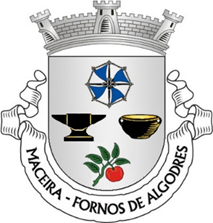 MACEIRA - FORNOS DE ALGODRES